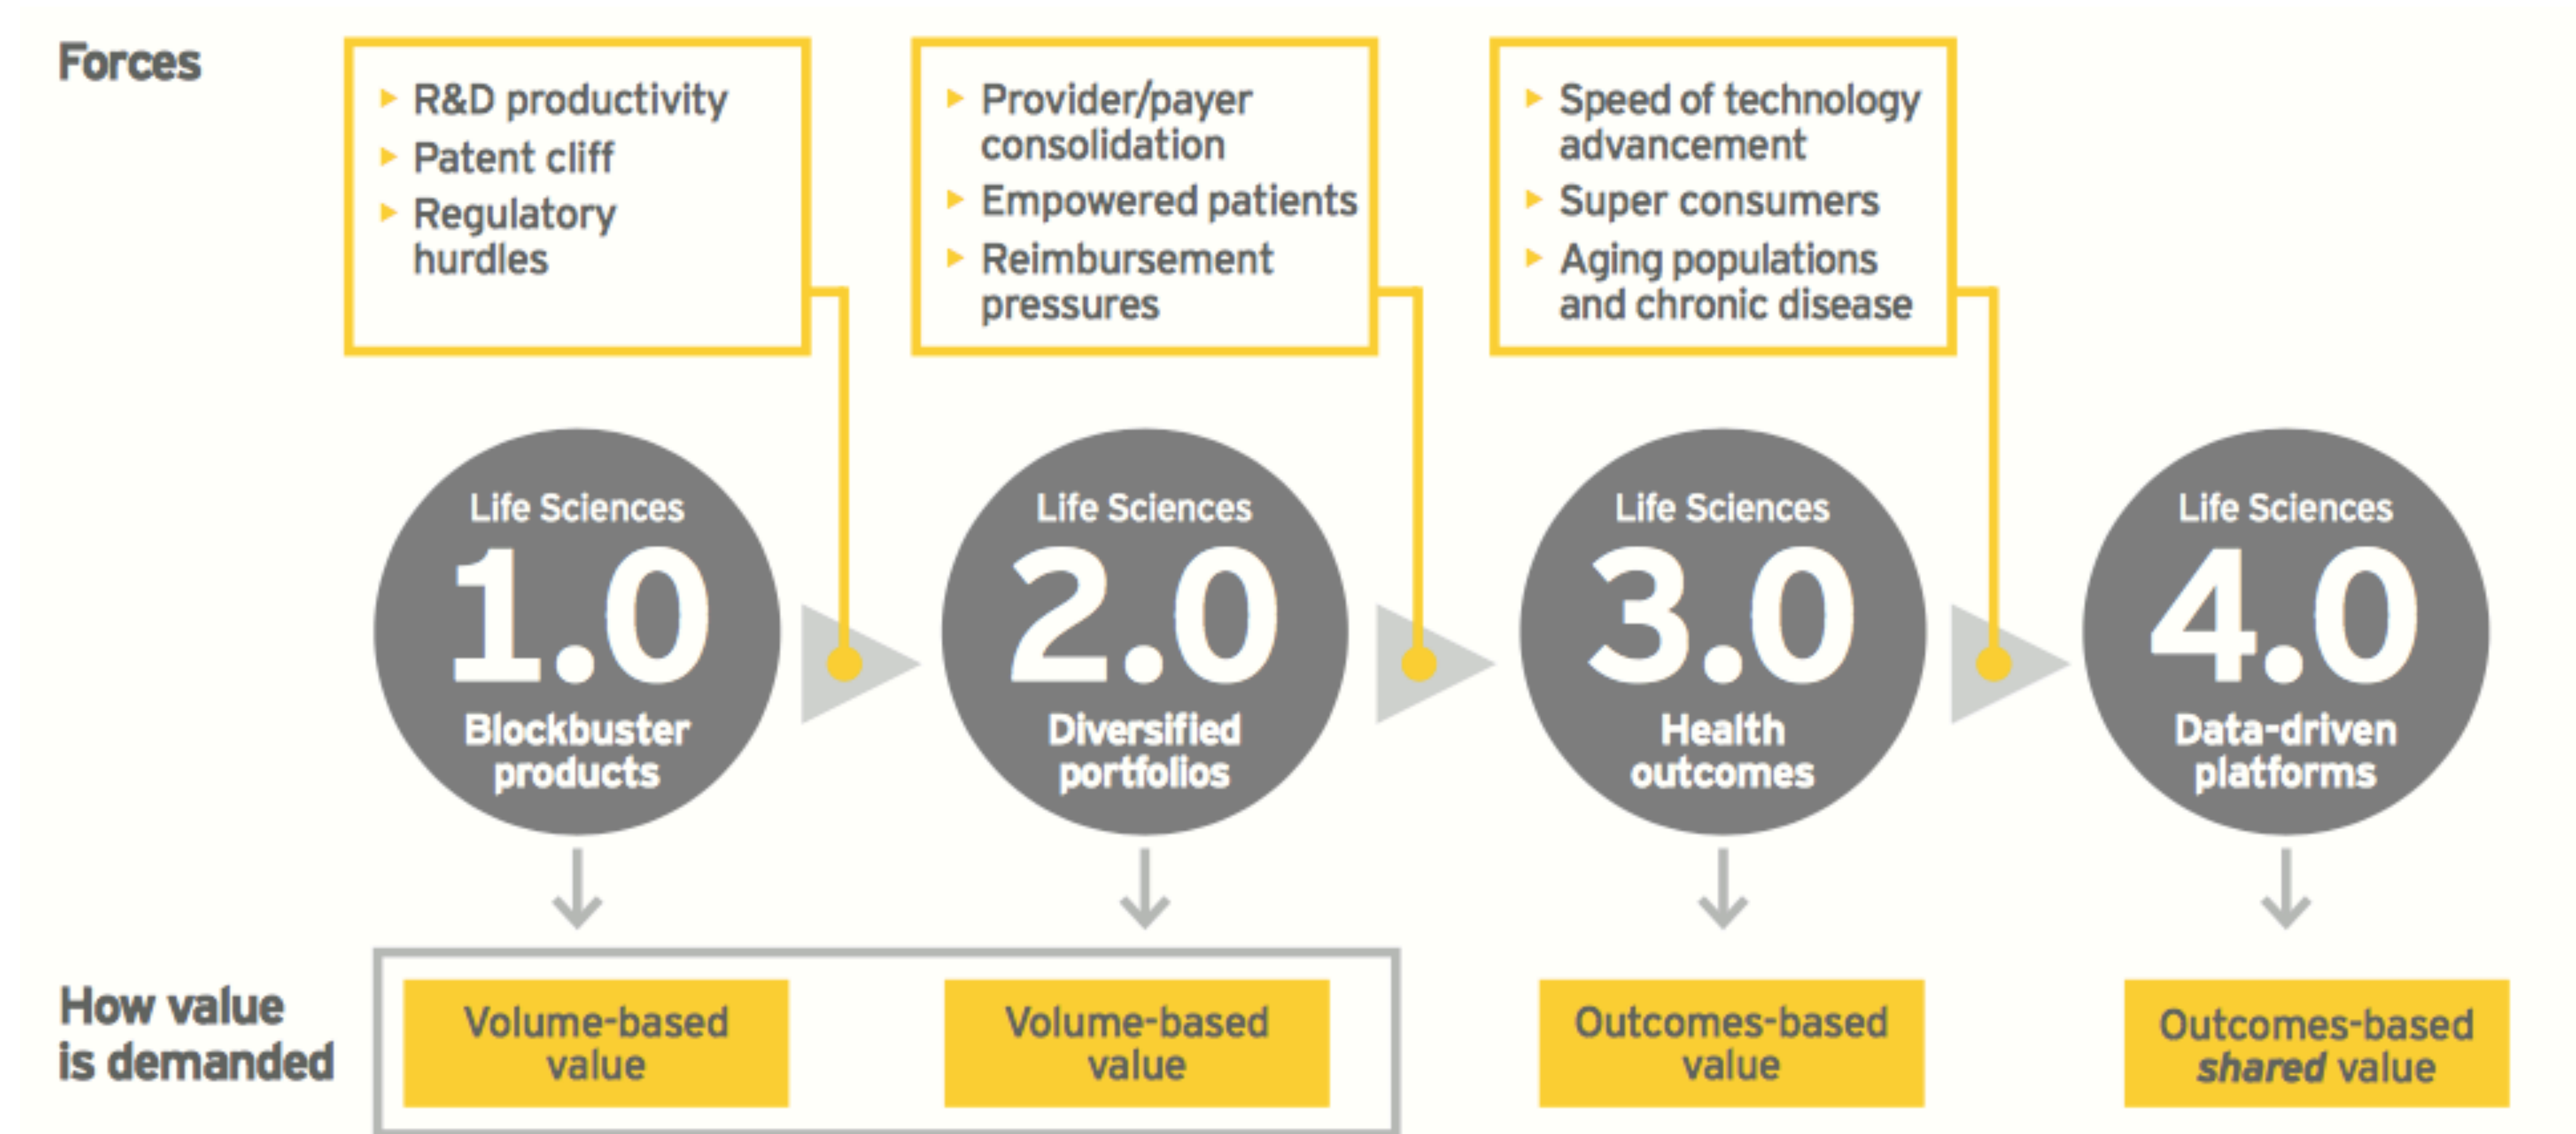 Forces
R&D productivity
Patent cliff
Regulatory
hurdles
Provider/payer
consolidation
Empowered patients
Reimbursement
pressures
Speed of technology
advancement
Super consumers
Aging populations
and chronic disease
Life Sciences
1.0
Blockbuster
products
Life Sciences
2.0
Diversified
portfolios
Life Sciences
3.0
Health
outcomes
Life Sciences
4.0
Data-driven
platforms
How value
is demanded
Volume-based
value
Volume-based
value
Outcomes-based
value
Outcomes-based
shared value